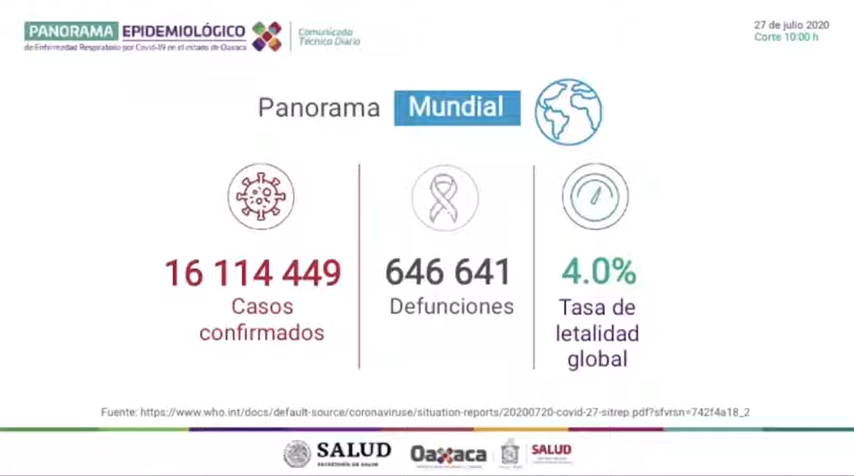 PANORAMA EPIDEMIOLÓGICO
de Enfermedad Respiratorio por Covid-19 en el estado de Oaxaca
Comunicado
Técnico Diario
27 de julio 2020
Corte 10:00 h
Panorama Mundial
16 114 449
Casos
confirmados
646 641
Defunciones
4.0%
Tasa de
letalidad
global
Fuente: https://www.who.int/docs/default-source/coronaviruse/situation-reports/20200720-covid-27-sitrep.pdf?sfvrsn=742f4a18_2
SALUD
SECRETARÍA DE SALUD
Oaxaca
SALUD